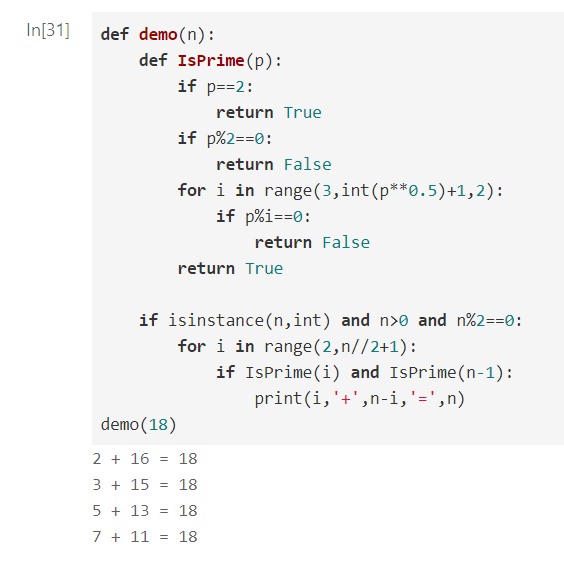 In[31]
def demo(n):
    def IsPrime(p):
        if p==2:
            return True
        if p%2==0:
            return False
        for i in range(3,int(p**0.5)+1,2):
            if p%i==0:
                return False
        return True

    if isinstance(n,int) and n>0 and n%2==0:
        for i in range(2,n//2+1):
            if IsPrime(i) and IsPrime(n-1):
                print(i,'+',n-i,'=',n)
demo(18)
2 + 16 = 18
3 + 15 = 18
5 + 13 = 18
7 + 11 = 18